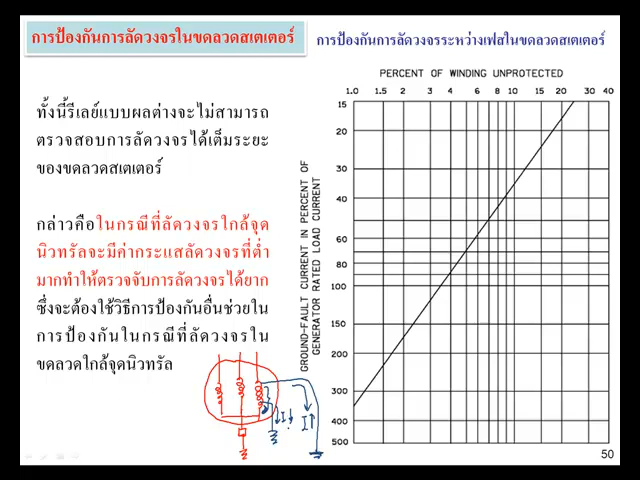 การป้องกันการลัดวงจรในขดลวดสเตเตอร์
การป้องกันการลัดวงจรระหว่างเฟสในขดลวดสเตเตอร์
ทั้งนี้รีเลย์แบบผลต่างจะไม่สามารถ
ตรวจสอบการลัดวงจรได้เต็มระยะ
ของขดลวดสเตเตอร์
กล่าวคือในกรณีที่ลัดวงจรใกล้จุด
นิวทรัลจะมีค่ากระแสลัดวงจรที่ต่ำ
มากทำให้ตรวจจับการลัดวงจรได้ยาก
ซึ่งจะต้องใช้วิธีการป้องกันอื่นช่วยใน
การป้องกันในกรณีที่ลัดวงจรใน
ขดลวดใกล้จุดนิวทรัล
PERCENT OF WINDING UNPROTECTED
1.0 1.5 2 3 4 5 6 8 10 15 20 30 40
15
20
30
40
60
80
100
150
200
300
400
500
GROUND-FAULT CURRENT IN PERCENT OF
GENERATOR RATED LOAD CURRENT
I↓
I↑
50